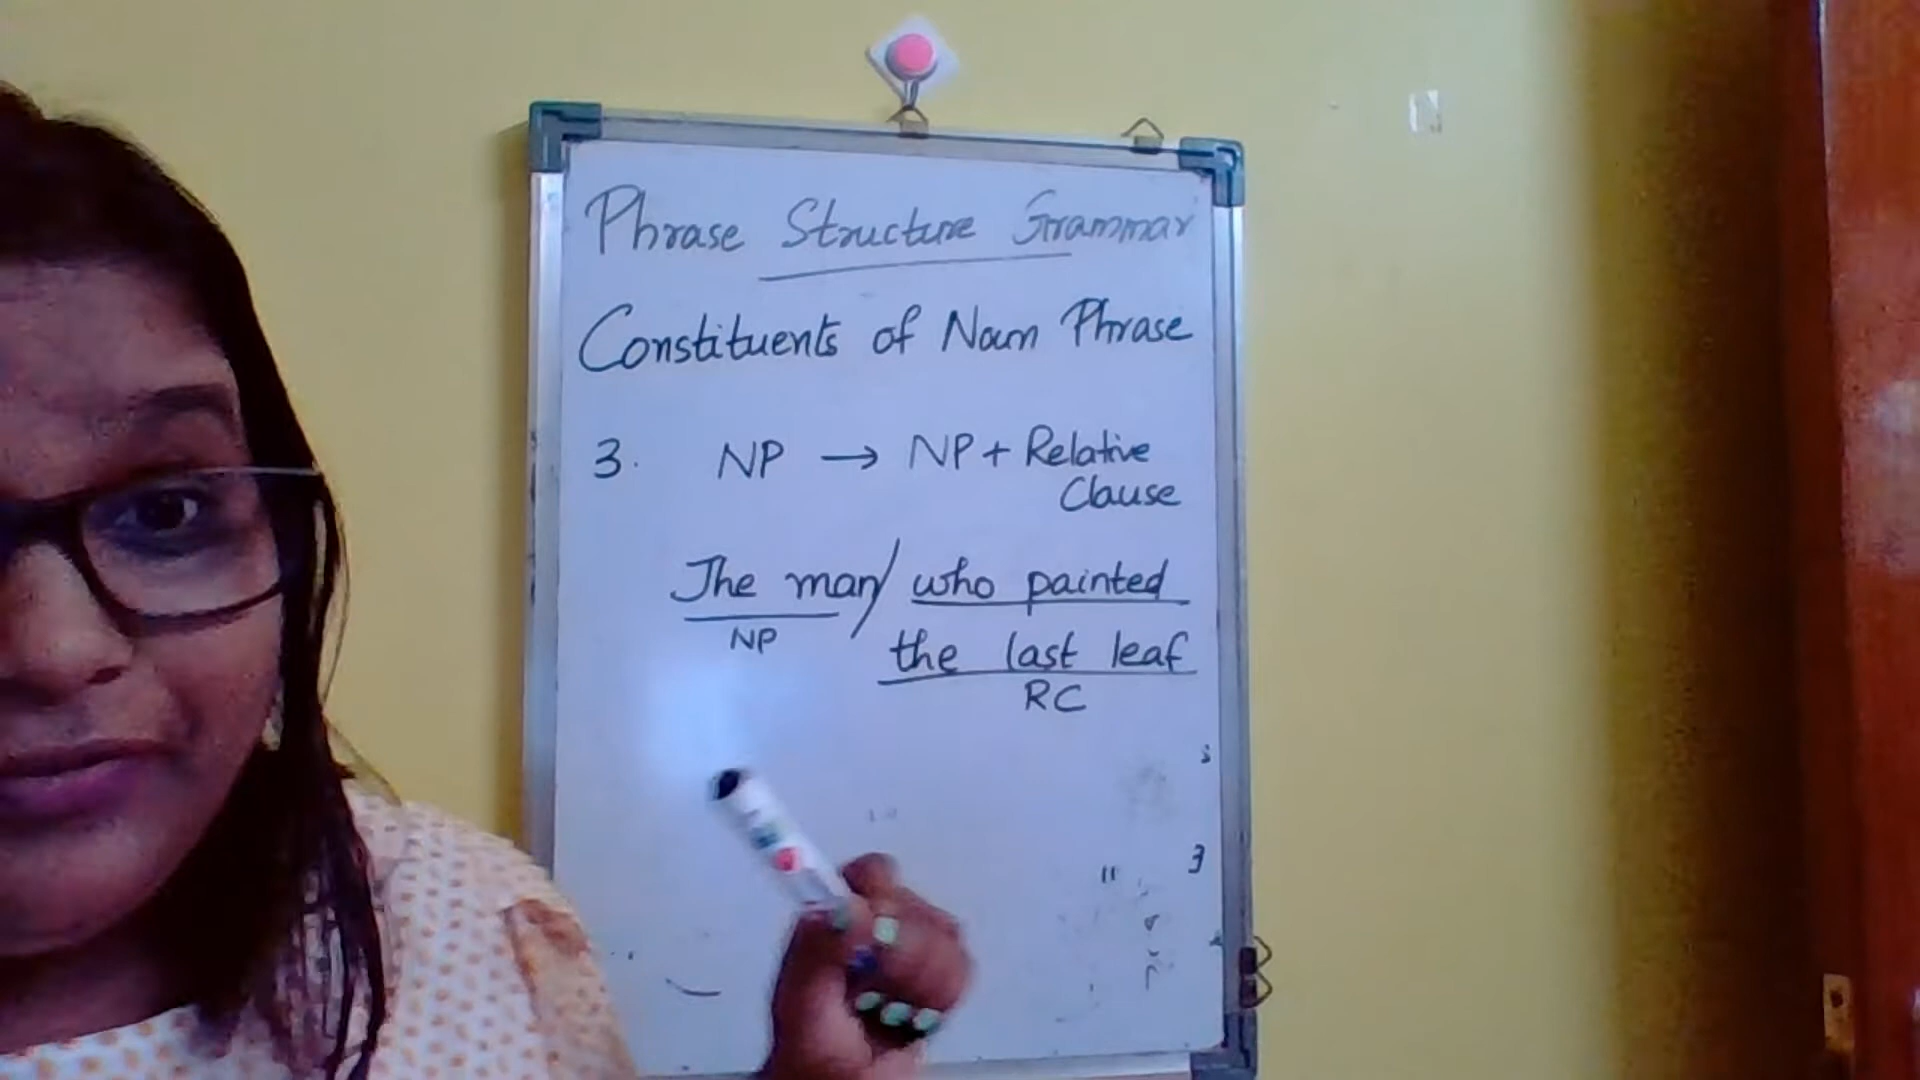 Phrase Structure Grammar
Constituents of Noun Phrase
3. NP → NP + Relative
Clause
The man / who painted
NP
the last leaf
RC